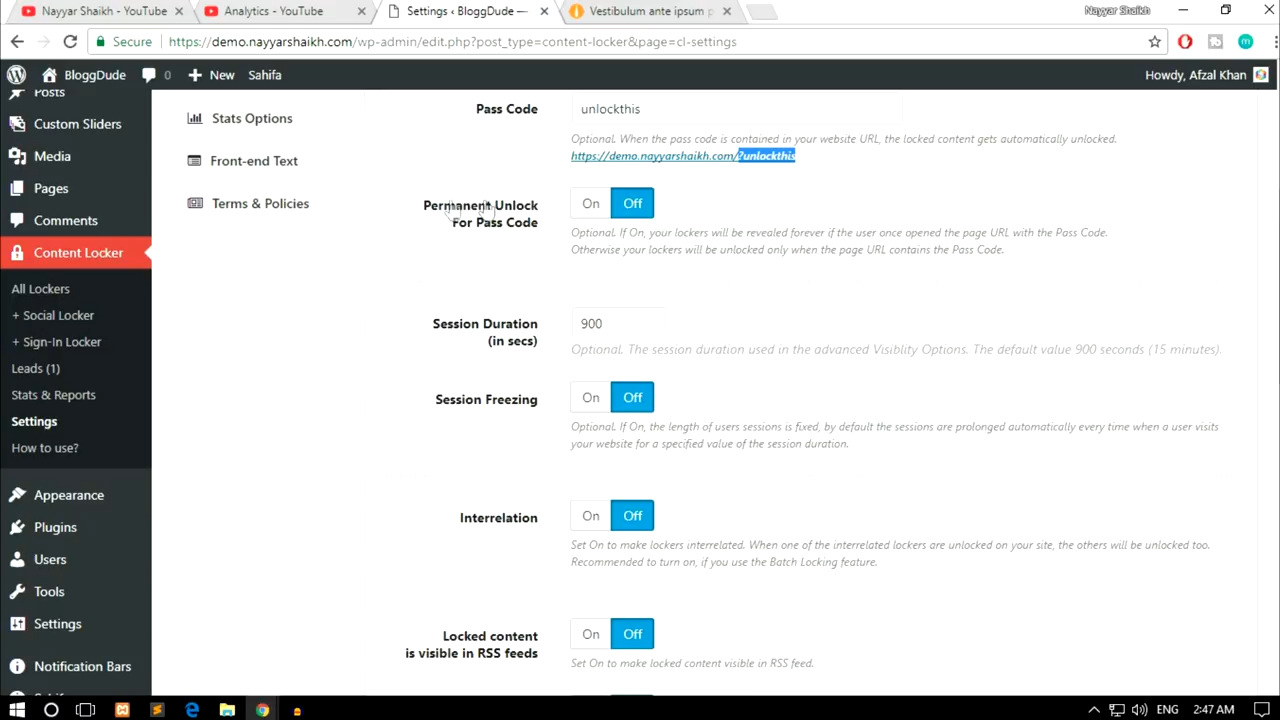 Nayyar Shaikh - YouTube
Analytics - YouTube
Settings ‹ BloggDude —
Vestibulum ante ipsum p
Nayyar Shaikh
Secure
https://demo.nayyarshaikh.com/wp-admin/edit.php?post_type=content-locker&page=cl-settings
BloggDude
0
New
Sahifa
Howdy, Afzal Khan
Posts
Custom Sliders
Media
Pages
Comments
Content Locker
All Lockers
+ Social Locker
+ Sign-In Locker
Leads (1)
Stats & Reports
Settings
How to use?
Appearance
Plugins
Users
Tools
Settings
Notification Bars
Stats Options
Front-end Text
Terms & Policies
Pass Code
unlockthis
Optional. When the pass code is contained in your website URL, the locked content gets automatically unlocked.
https://demo.nayyarshaikh.com/?unlockthis
Permanent Unlock
For Pass Code
On Off
Optional. If On, your lockers will be revealed forever if the user once opened the page URL with the Pass Code.
Otherwise your lockers will be unlocked only when the page URL contains the Pass Code.
Session Duration
(in secs)
900
Optional. The session duration used in the advanced Visiblity Options. The default value 900 seconds (15 minutes).
Session Freezing
On Off
Optional. If On, the length of users sessions is fixed, by default the sessions are prolonged automatically every time when a user visits
your website for a specified value of the session duration.
Interrelation
On Off
Set On to make lockers interrelated. When one of the interrelated lockers are unlocked on your site, the others will be unlocked too.
Recommended to turn on, if you use the Batch Locking feature.
Locked content
is visible in RSS feeds
On Off
Set On to make locked content visible in RSS feed.
ENG
2:47 AM